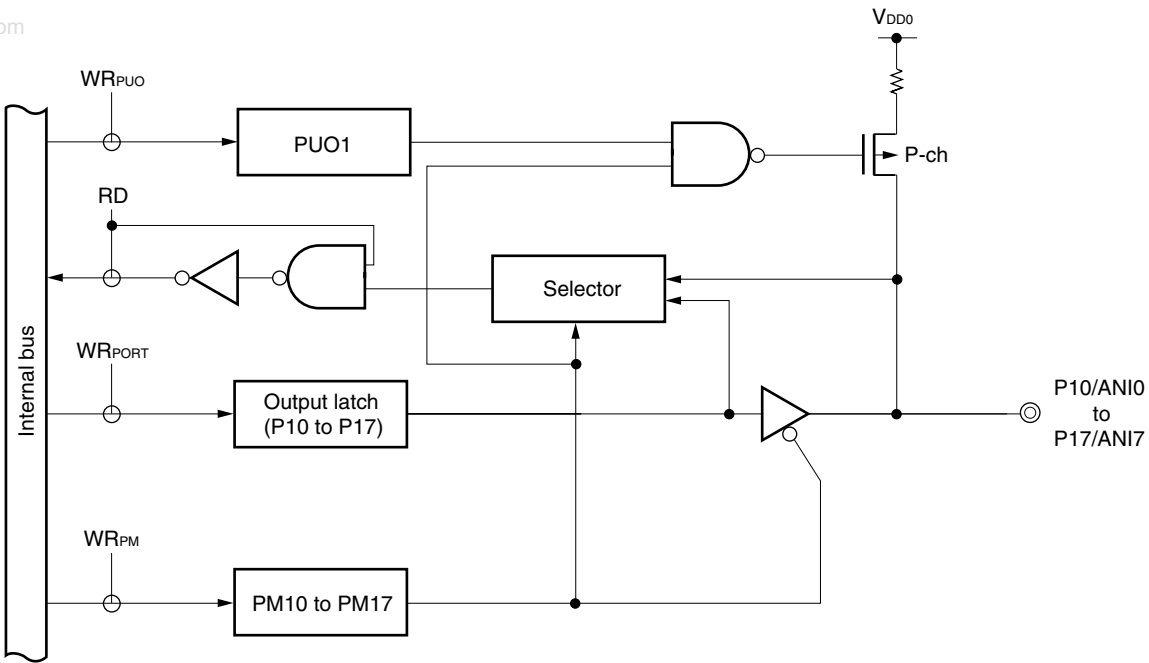 om
VDD0
WRPUO
PUO1
P-ch
RD
Selector
Internal bus
WRPORT
Output latch
(P10 to P17)
P10/ANI0
to
P17/ANI7
WRPM
PM10 to PM17